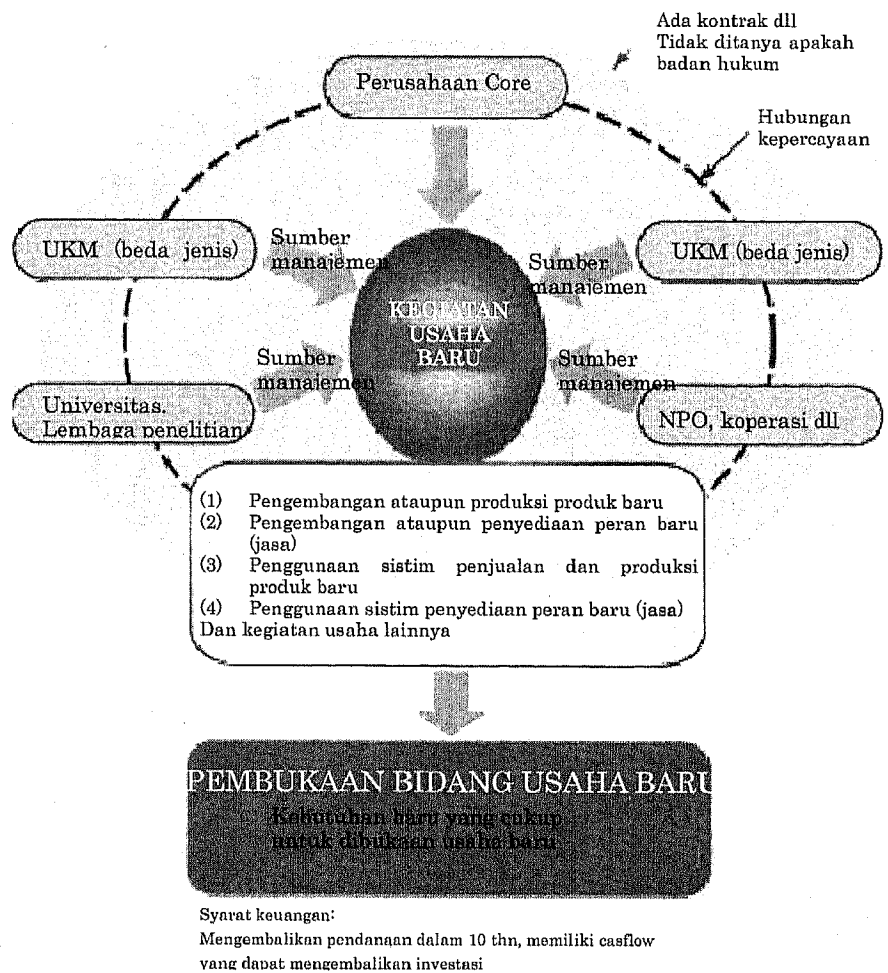 Ada kontrak dll
Tidak ditanya apakah
badan hukum
Perusahaan Core
Hubungan
kepercayaan
UKM (beda jenis)
Sumber
manajemen
Sumber
manajemen
UKM (beda jenis)
KEGIATAN
USAHA
BARU
Universitas.
Lembaga penelitian
Sumber
manajemen
Sumber
manajemen
NPO, koperasi dll
(1) Pengembangan ataupun produksi produk baru
(2) Pengembangan ataupun penyediaan peran baru
(jasa)
(3) Penggunaan sistim penjualan dan produksi
produk baru
(4) Penggunaan sistim penyediaan peran baru (jasa)
Dan kegiatan usaha lainnya
PEMBUKAAN BIDANG USAHA BARU
Kebutuhan baru yang cukup
untuk dibukaan usaha baru
Syarat keuangan:
Mengembalikan pendanaan dalam 10 thn, memiliki casflow
yang dapat mengembalikan investasi